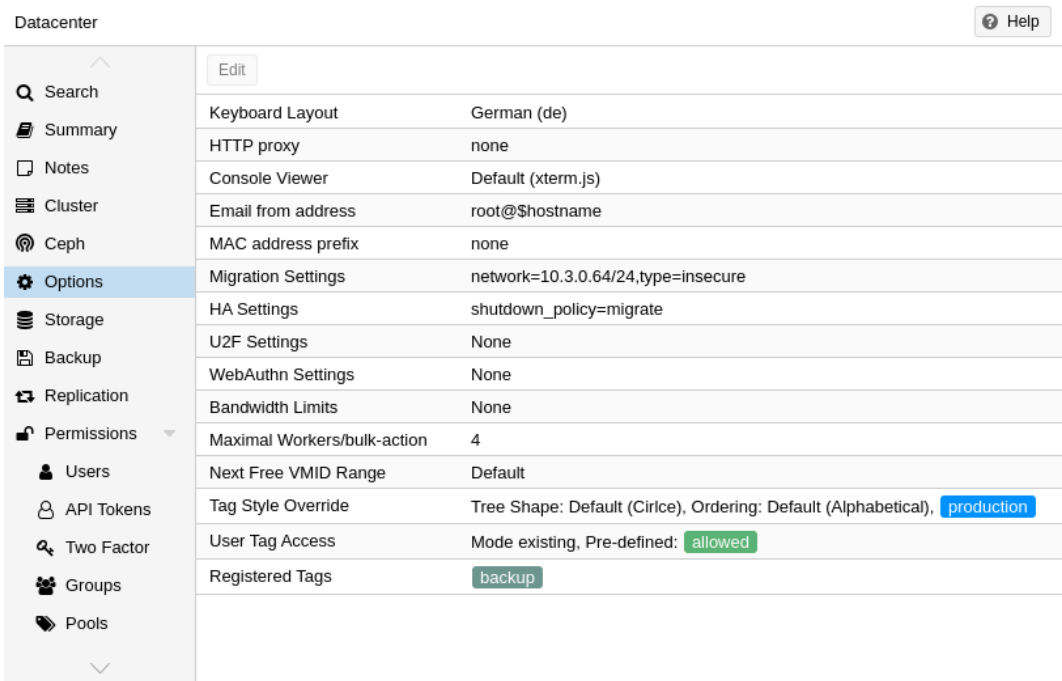 Datacenter
Help
Search
Summary
Notes
Cluster
Ceph
Options
Storage
Backup
Replication
Permissions
Users
API Tokens
Two Factor
Groups
Pools
Edit
Keyboard Layout German (de)
HTTP proxy none
Console Viewer Default (xterm.js)
Email from address root@$hostname
MAC address prefix none
Migration Settings network=10.3.0.64/24,type=insecure
HA Settings shutdown_policy=migrate
U2F Settings None
WebAuthn Settings None
Bandwidth Limits None
Maximal Workers/bulk-action 4
Next Free VMID Range Default
Tag Style Override Tree Shape: Default (Cirlce), Ordering: Default (Alphabetical), production
User Tag Access Mode existing, Pre-defined: allowed
Registered Tags backup